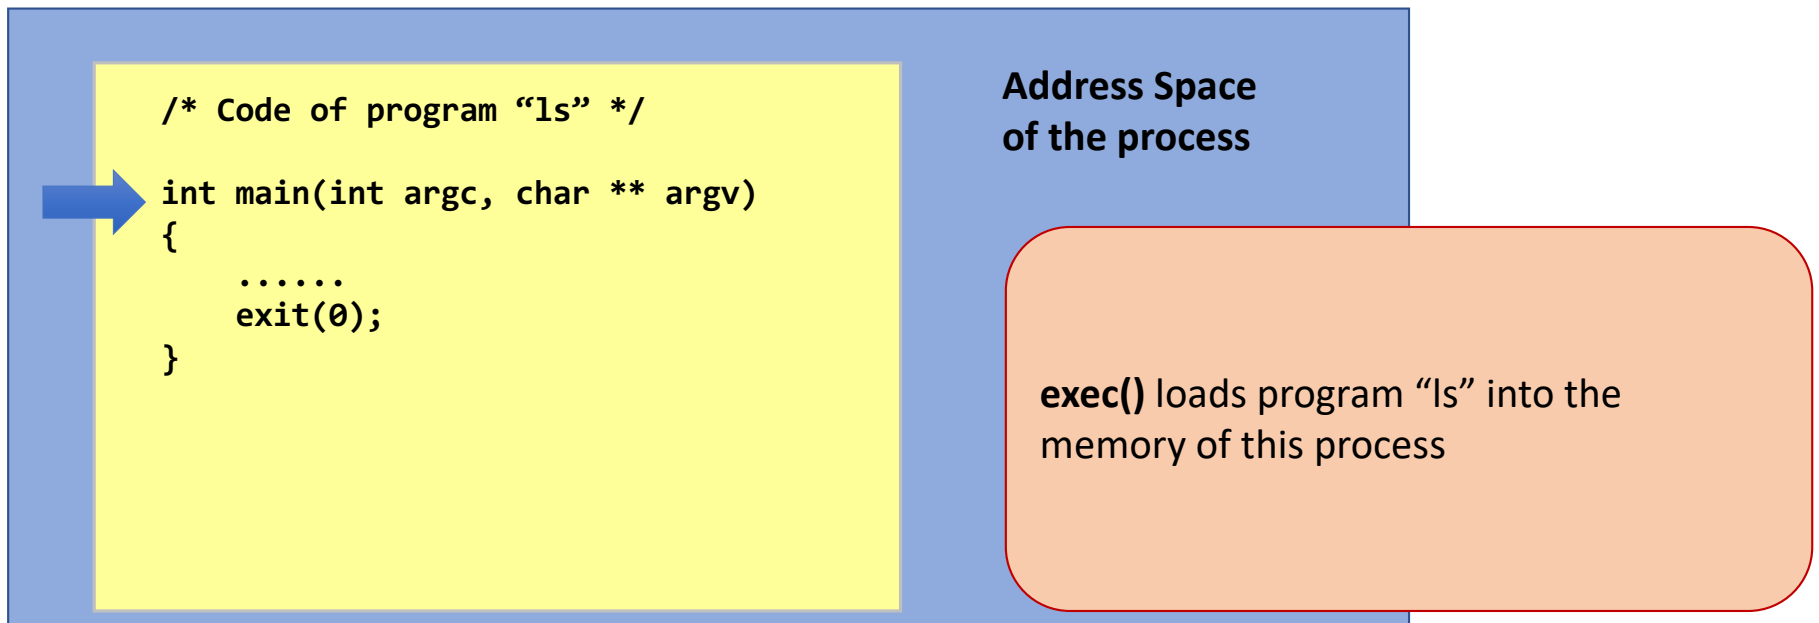 /* Code of program “ls” */
int main(int argc, char ** argv)
{
......
exit(0);
}
Address Space
of the process
exec() loads program “ls” into the
memory of this process